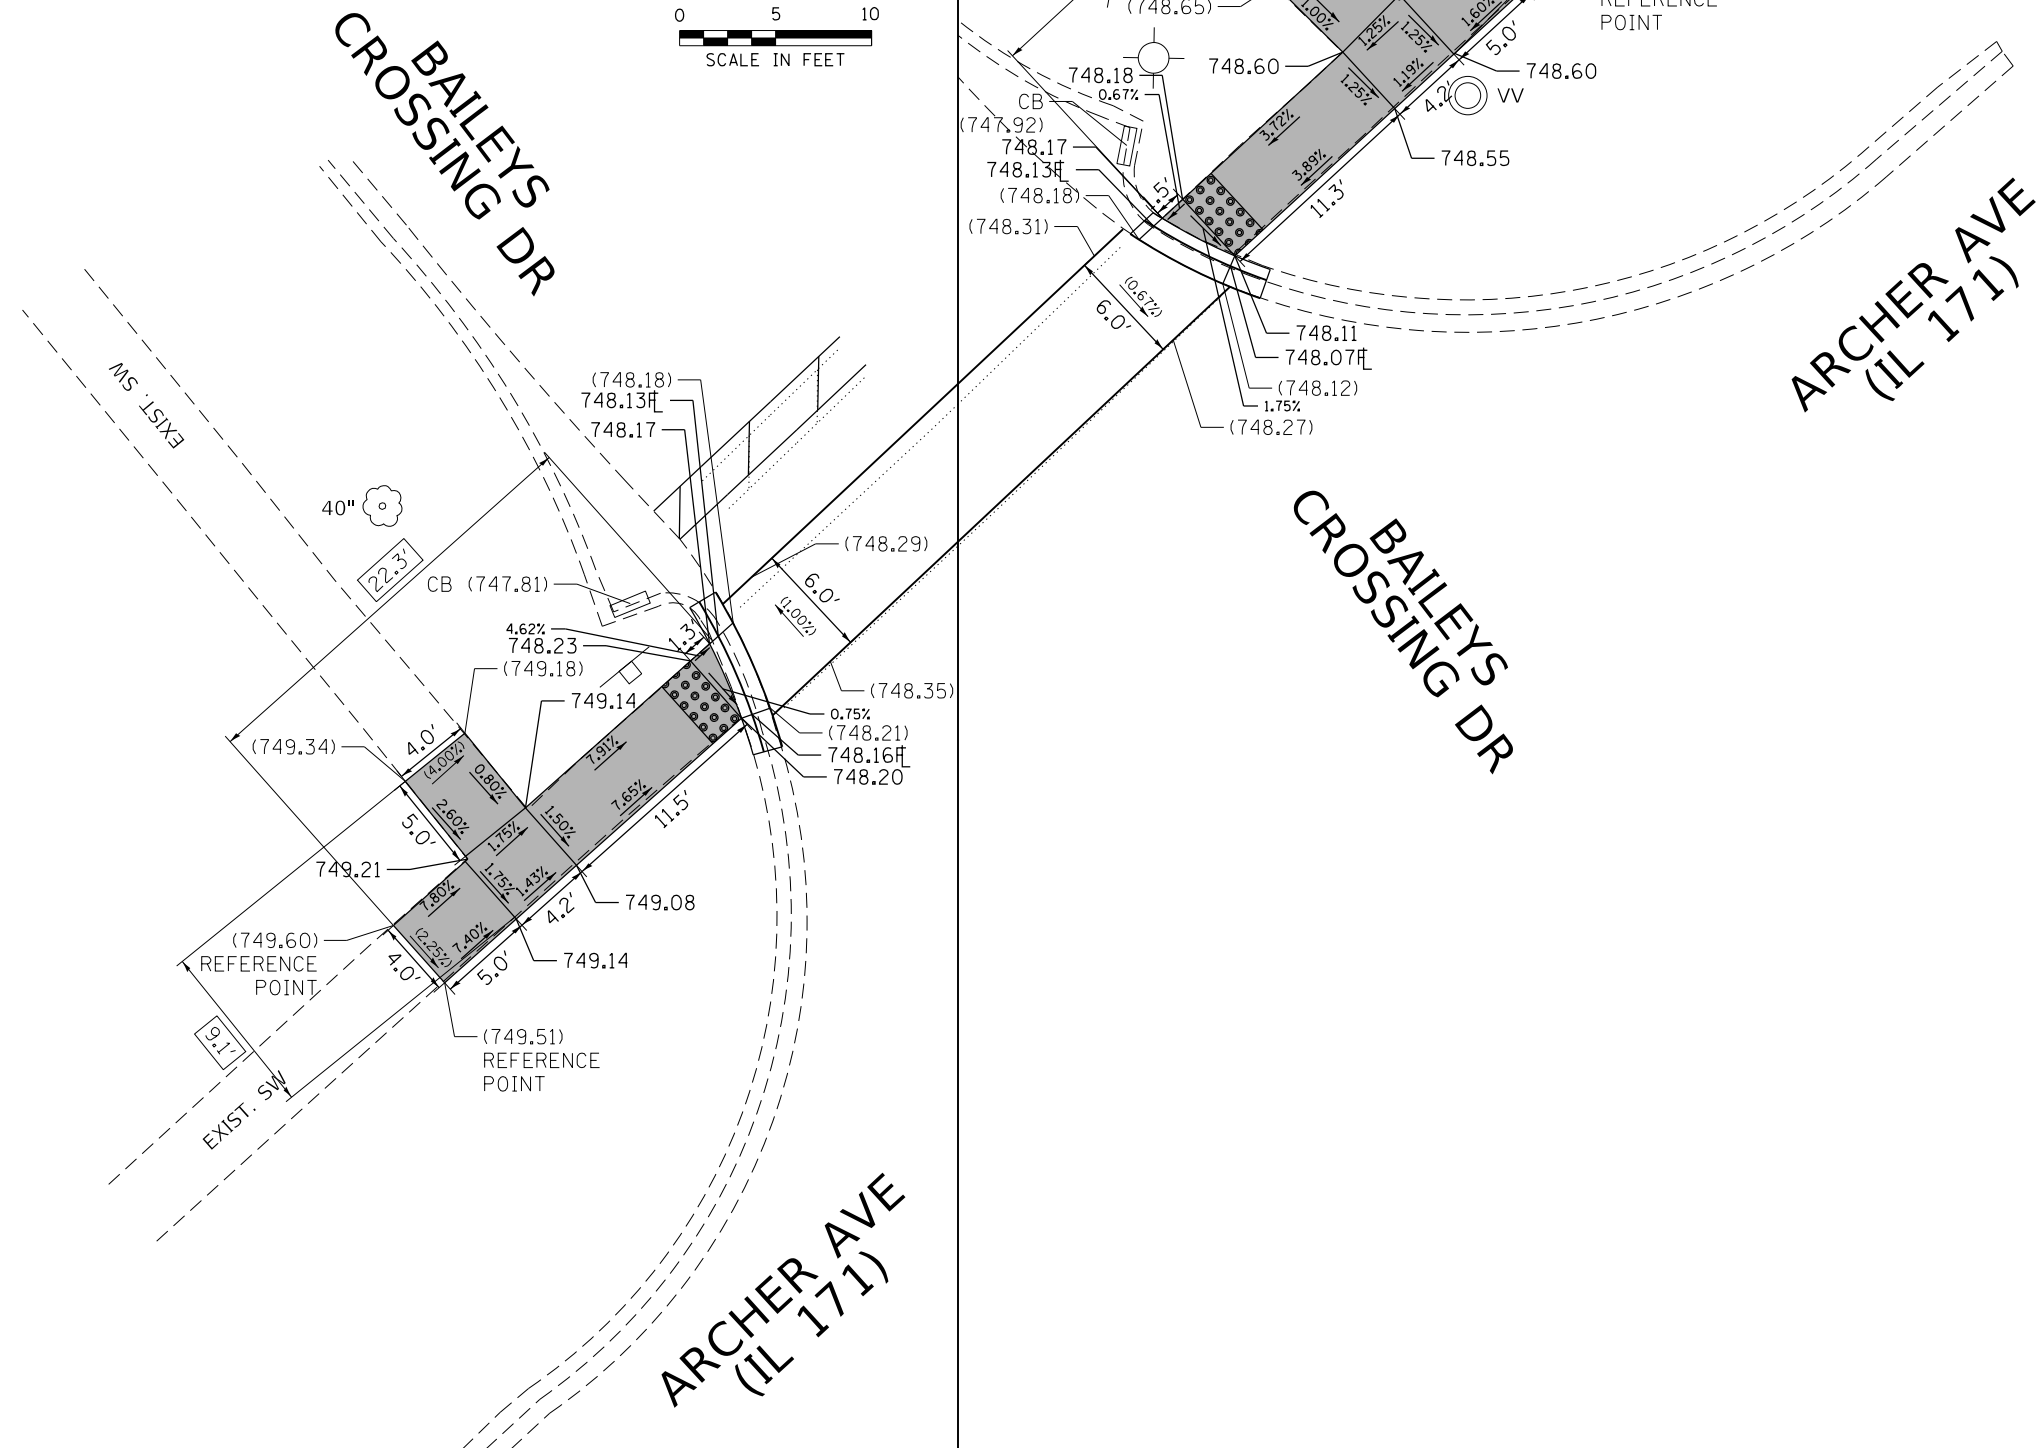 0 5 10
SCALE IN FEET
BAILEYS
CROSSING DR
EXIST. SW
40"
22.3'
CB (747.81)
(748.18)
748.13FL
748.17
(748.29)
6.0'
(1.00%)
(748.35)
4.62%
748.23
(749.18)
1.3'
749.14
0.75%
(748.21)
748.16FL
748.20
(749.34)
4.0'
(4.00%)
0.80%
2.60%
5.0'
7.91%
7.65%
11.5'
1.50%
1.75%
749.21
1.75%
1.43%
7.80%
7.40%
(2.25%)
4.2'
749.08
(749.60)
REFERENCE
POINT
4.0'
5.0'
749.14
(749.51)
REFERENCE
POINT
9.1'
EXIST. SW
ARCHER AVE
(IL 171)
(748.65)
1.00%
1.25%
1.25%
1.60%
REFERENCE
POINT
5.0'
748.60
748.60
1.25%
1.19%
4.2'
VV
748.55
748.18
0.67%
CB
(747.92)
748.17
748.13FL
(748.18)
(748.31)
.5'
3.72%
3.89%
11.3'
(0.67%)
6.0'
748.11
748.07FL
(748.12)
1.75%
(748.27)
ARCHER AVE
(IL 171)
BAILEYS
CROSSING DR